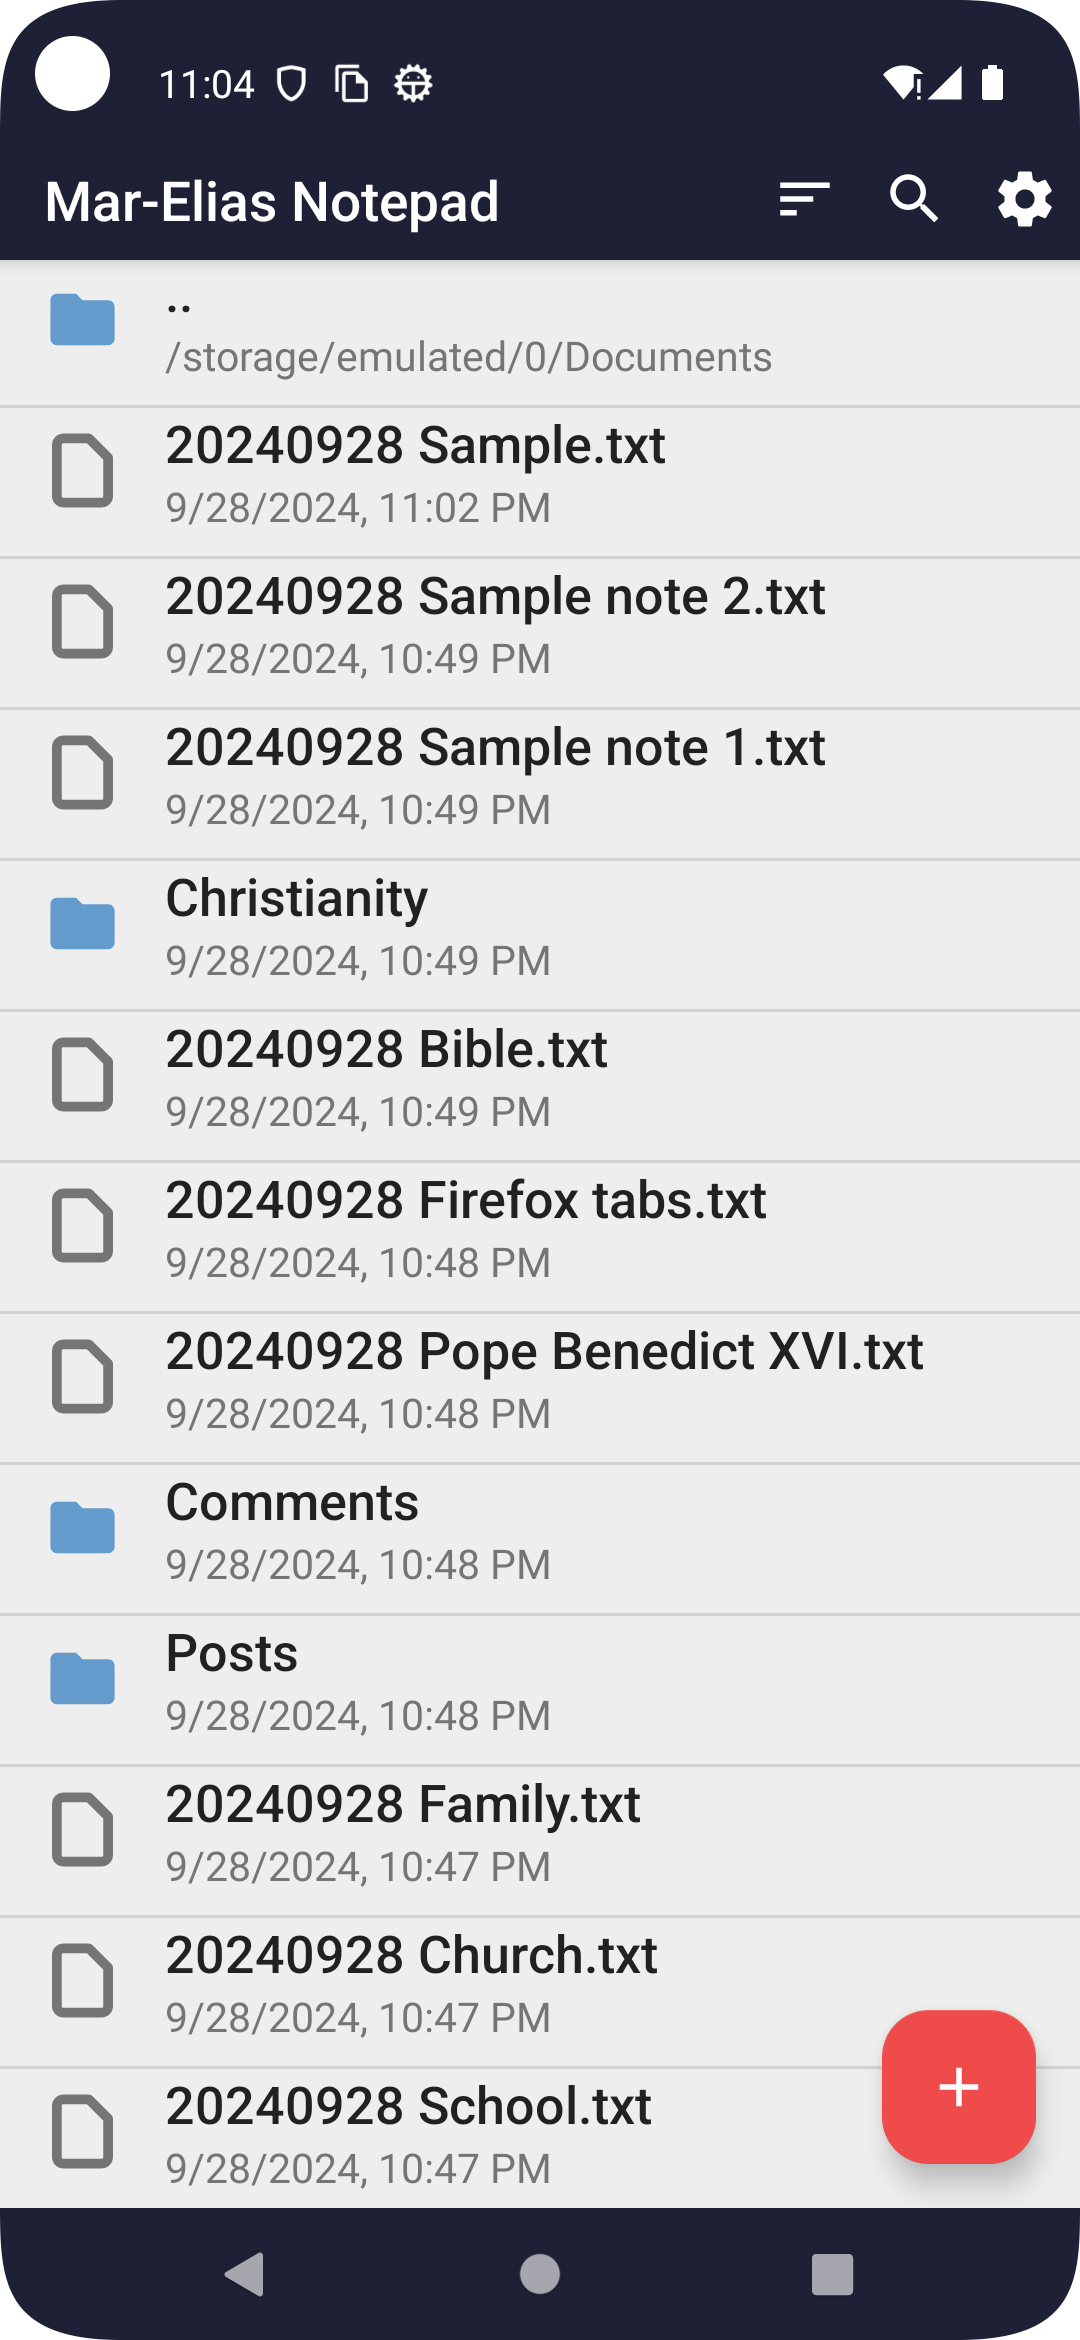 11:04
Mar-Elias Notepad
..
/storage/emulated/0/Documents
20240928 Sample.txt
9/28/2024, 11:02 PM
20240928 Sample note 2.txt
9/28/2024, 10:49 PM
20240928 Sample note 1.txt
9/28/2024, 10:49 PM
Christianity
9/28/2024, 10:49 PM
20240928 Bible.txt
9/28/2024, 10:49 PM
20240928 Firefox tabs.txt
9/28/2024, 10:48 PM
20240928 Pope Benedict XVI.txt
9/28/2024, 10:48 PM
Comments
9/28/2024, 10:48 PM
Posts
9/28/2024, 10:48 PM
20240928 Family.txt
9/28/2024, 10:47 PM
20240928 Church.txt
9/28/2024, 10:47 PM
20240928 School.txt
9/28/2024, 10:47 PM